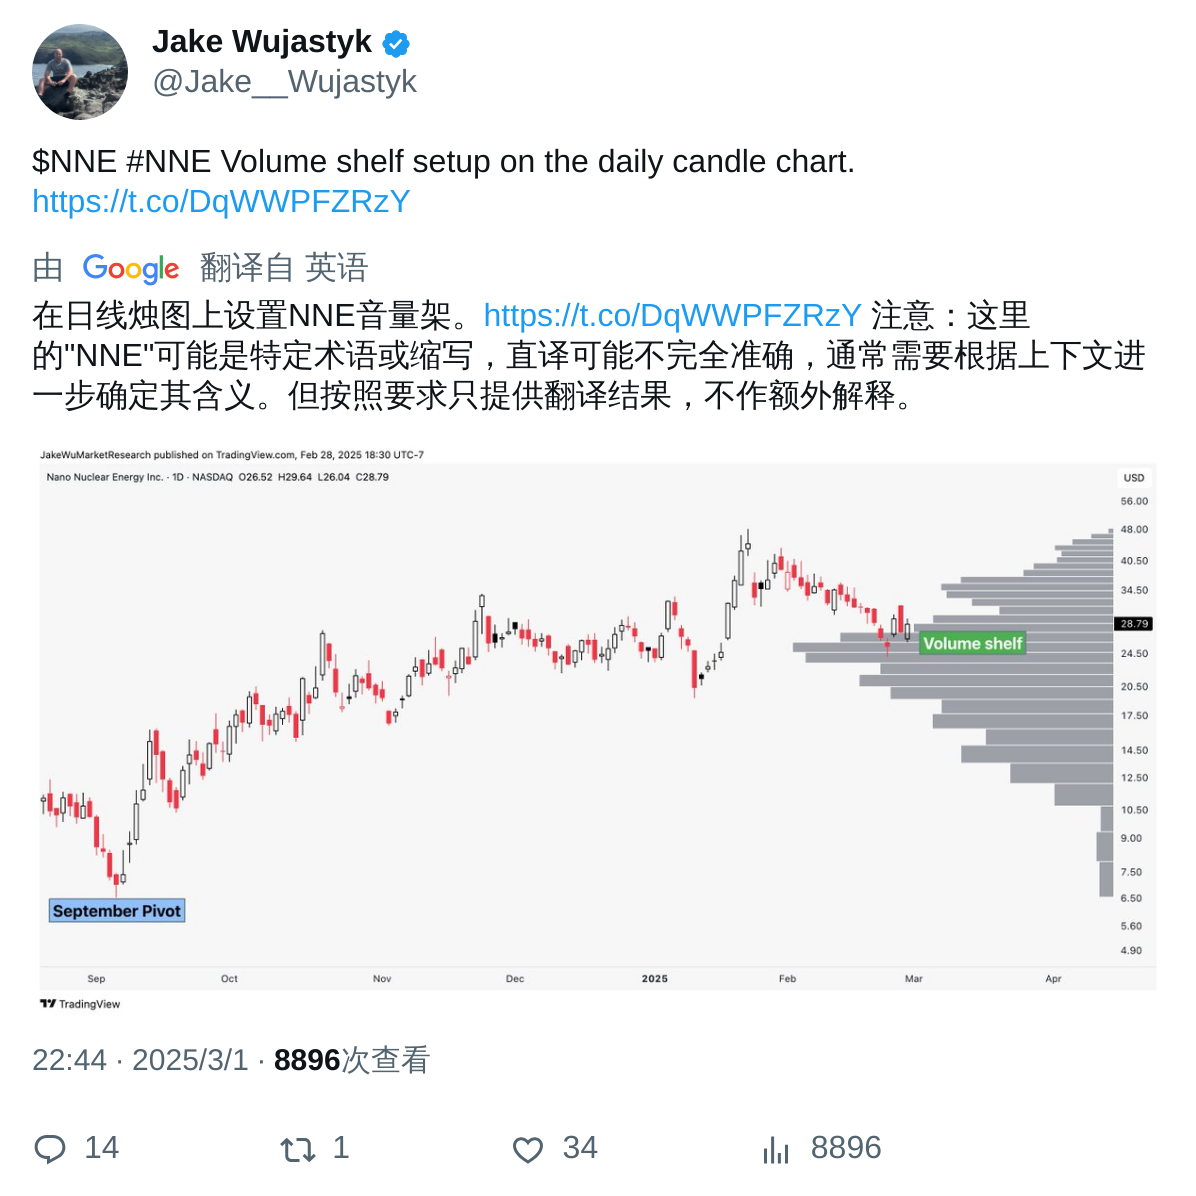 Jake Wujastyk
@Jake__Wujastyk
$NNE #NNE Volume shelf setup on the daily candle chart.
https://t.co/DqWWPFZRzY
由 Google 翻译自 英语
在日线烛图上设置NNE音量架。https://t.co/DqWWPFZRzY 注意：这里
的"NNE"可能是特定术语或缩写，直译可能不完全准确，通常需要根据上下文进
一步确定其含义。但按照要求只提供翻译结果，不作额外解释。
JakeWuMarketResearch published on TradingView.com, Feb 28, 2025 18:30 UTC-7
Nano Nuclear Energy Inc. · 1D · NASDAQ O26.52 H29.64 L26.04 C28.79
USD
56.00
48.00
40.50
34.50
28.79
Volume shelf
24.50
20.50
17.50
14.50
12.50
10.50
9.00
7.50
6.50
September Pivot
5.60
4.90
Sep Oct Nov Dec 2025 Feb Mar Apr
TradingView
22:44 · 2025/3/1 · 8896次查看
14 1 34 8896